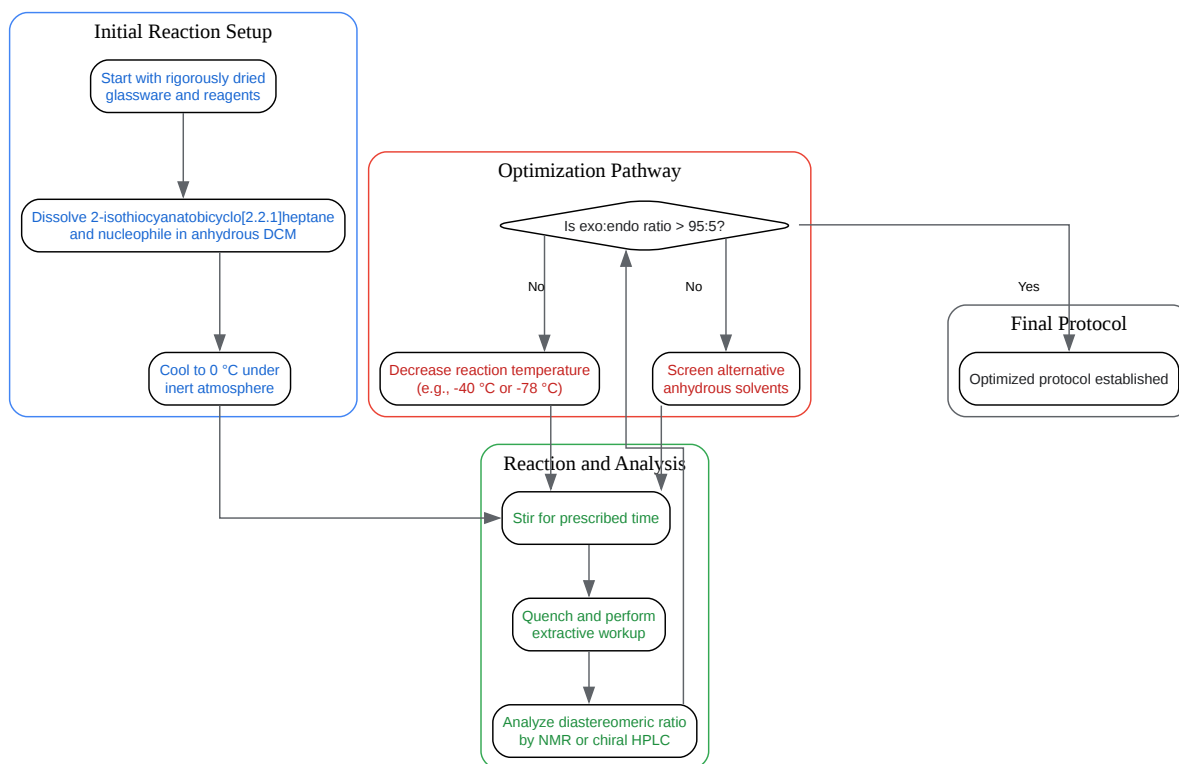 Initial Reaction Setup
Start with rigorously dried
glassware and reagents
Dissolve 2-isothiocyanatobicyclo[2.2.1]heptane
and nucleophile in anhydrous DCM
Cool to 0 °C under
inert atmosphere
Optimization Pathway
Is exo:endo ratio > 95:5?
No
No
Yes
Decrease reaction temperature
(e.g., -40 °C or -78 °C)
Screen alternative
anhydrous solvents
Final Protocol
Optimized protocol established
Reaction and Analysis
Stir for prescribed time
Quench and perform
extractive workup
Analyze diastereomeric ratio
by NMR or chiral HPLC